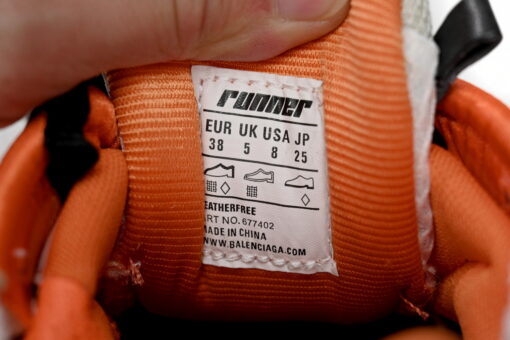 runner
EUR UK USA JP
38 5 8 25
EATHERFREE
ART NO. 677402
MADE IN CHINA
WWW.BALENCIAGA.COM